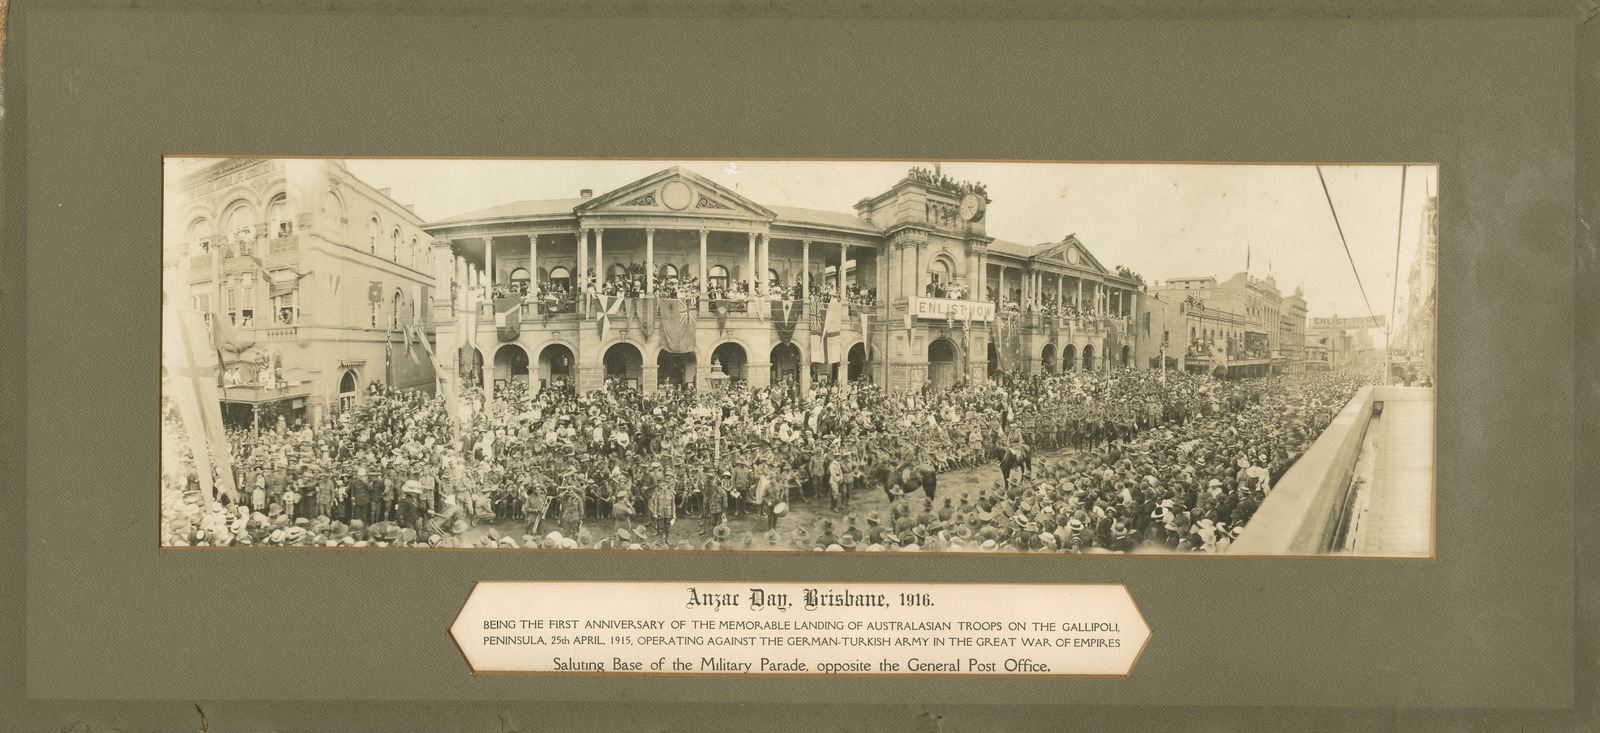 ENLIST NOW
ENLIST TO-DAY
Anzac Day, Brisbane, 1916.
BEING THE FIRST ANNIVERSARY OF THE MEMORABLE LANDING OF AUSTRALASIAN TROOPS ON THE GALLIPOLI,
PENINSULA, 25th APRIL, 1915, OPERATING AGAINST THE GERMAN-TURKISH ARMY IN THE GREAT WAR OF EMPIRES
Saluting Base of the Military Parade, opposite the General Post Office.